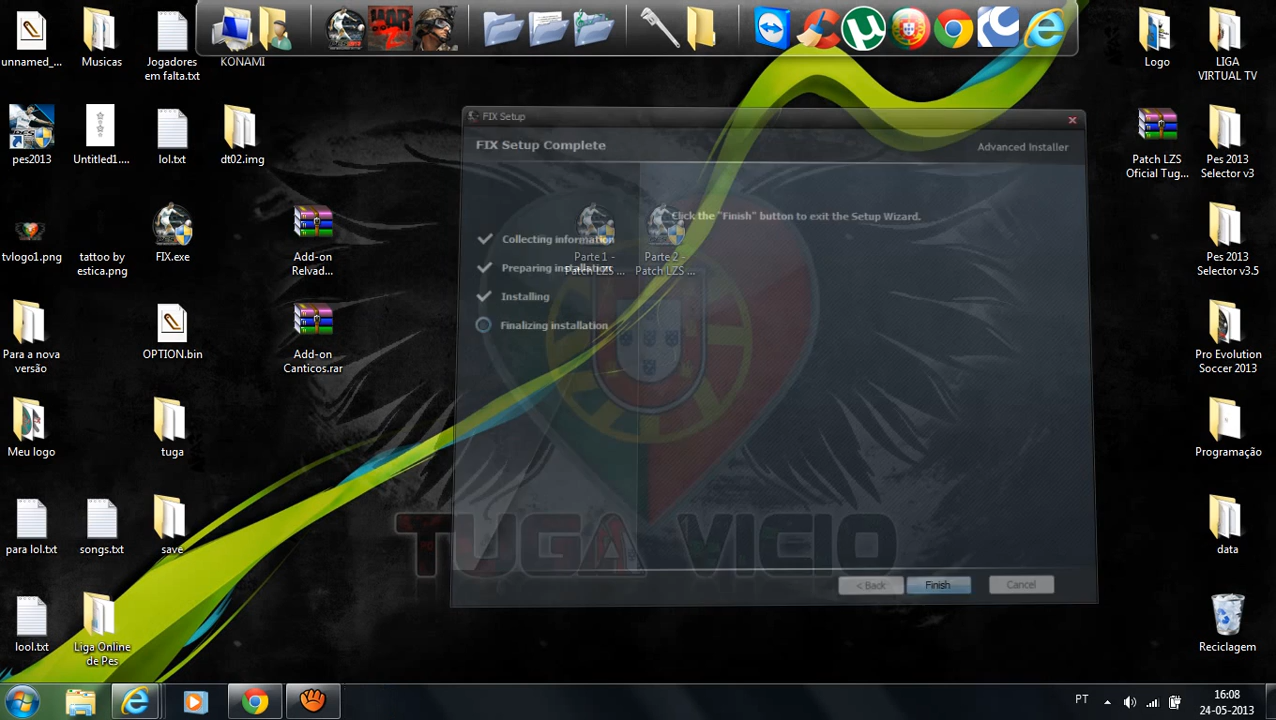 unnamed_...
Musicas
Jogadores
em falta.txt
KONAMI
Logo
LIGA
VIRTUAL TV
pes2013
Untitled1....
lol.txt
dt02.img
Patch LZS
Oficial Tug...
Pes 2013
Selector v3
tvlogo1.png
tattoo by
estica.png
FIX.exe
Add-on
Relvad...
Pes 2013
Selector v3.5
Para a nova
versão
OPTION.bin
Add-on
Canticos.rar
Pro Evolution
Soccer 2013
Meu logo
tuga
Programação
para lol.txt
songs.txt
save
data
lool.txt
Liga Online
de Pes
Reciclagem
FIX Setup
FIX Setup Complete
Advanced Installer
Click the "Finish" button to exit the Setup Wizard.
Collecting information
Preparing installation
Installing
Finalizing installation
Parte 1 -
Patch LZS ...
Parte 2 -
Patch LZS ...
TUGA VICIO
< Back
Finish
Cancel
PT
16:08
24-05-2013